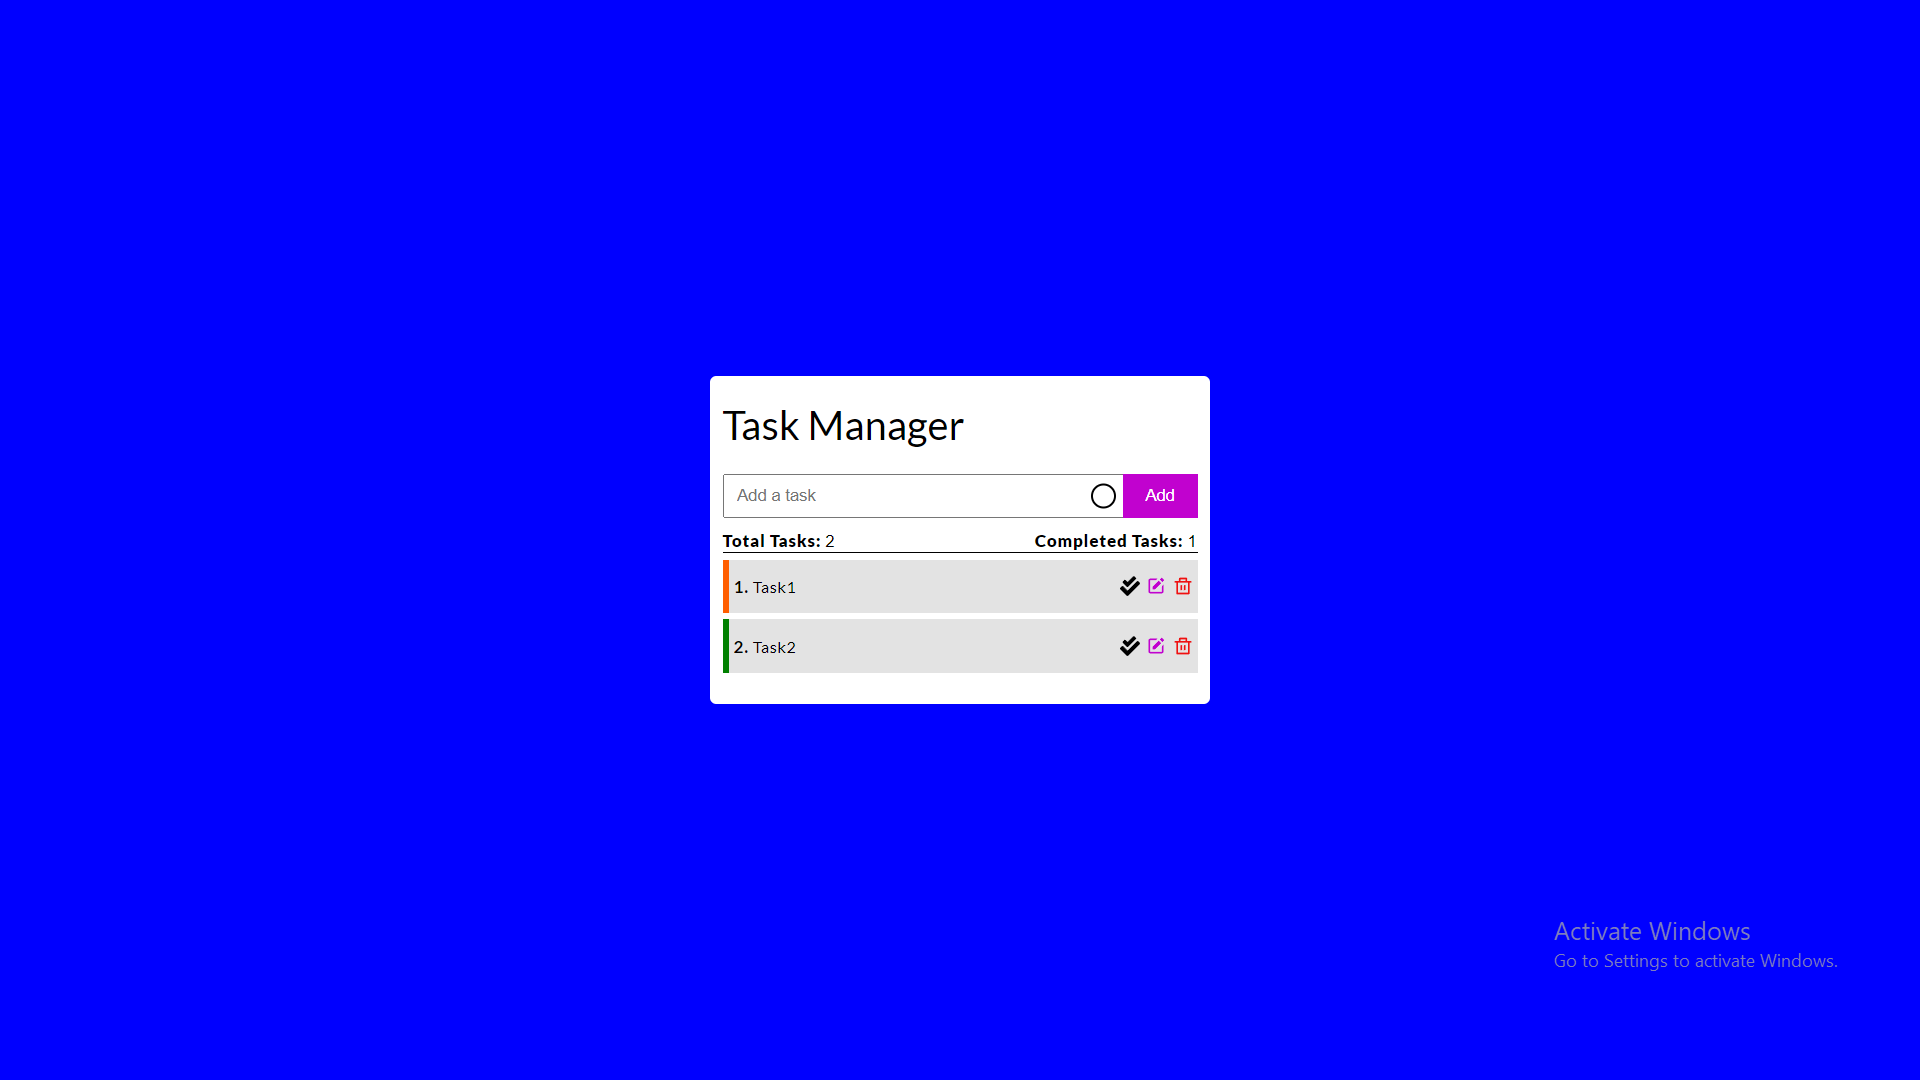 Task Manager
Add a task
Add
Total Tasks: 2
Completed Tasks: 1
1. Task1
2. Task2
Activate Windows
Go to Settings to activate Windows.